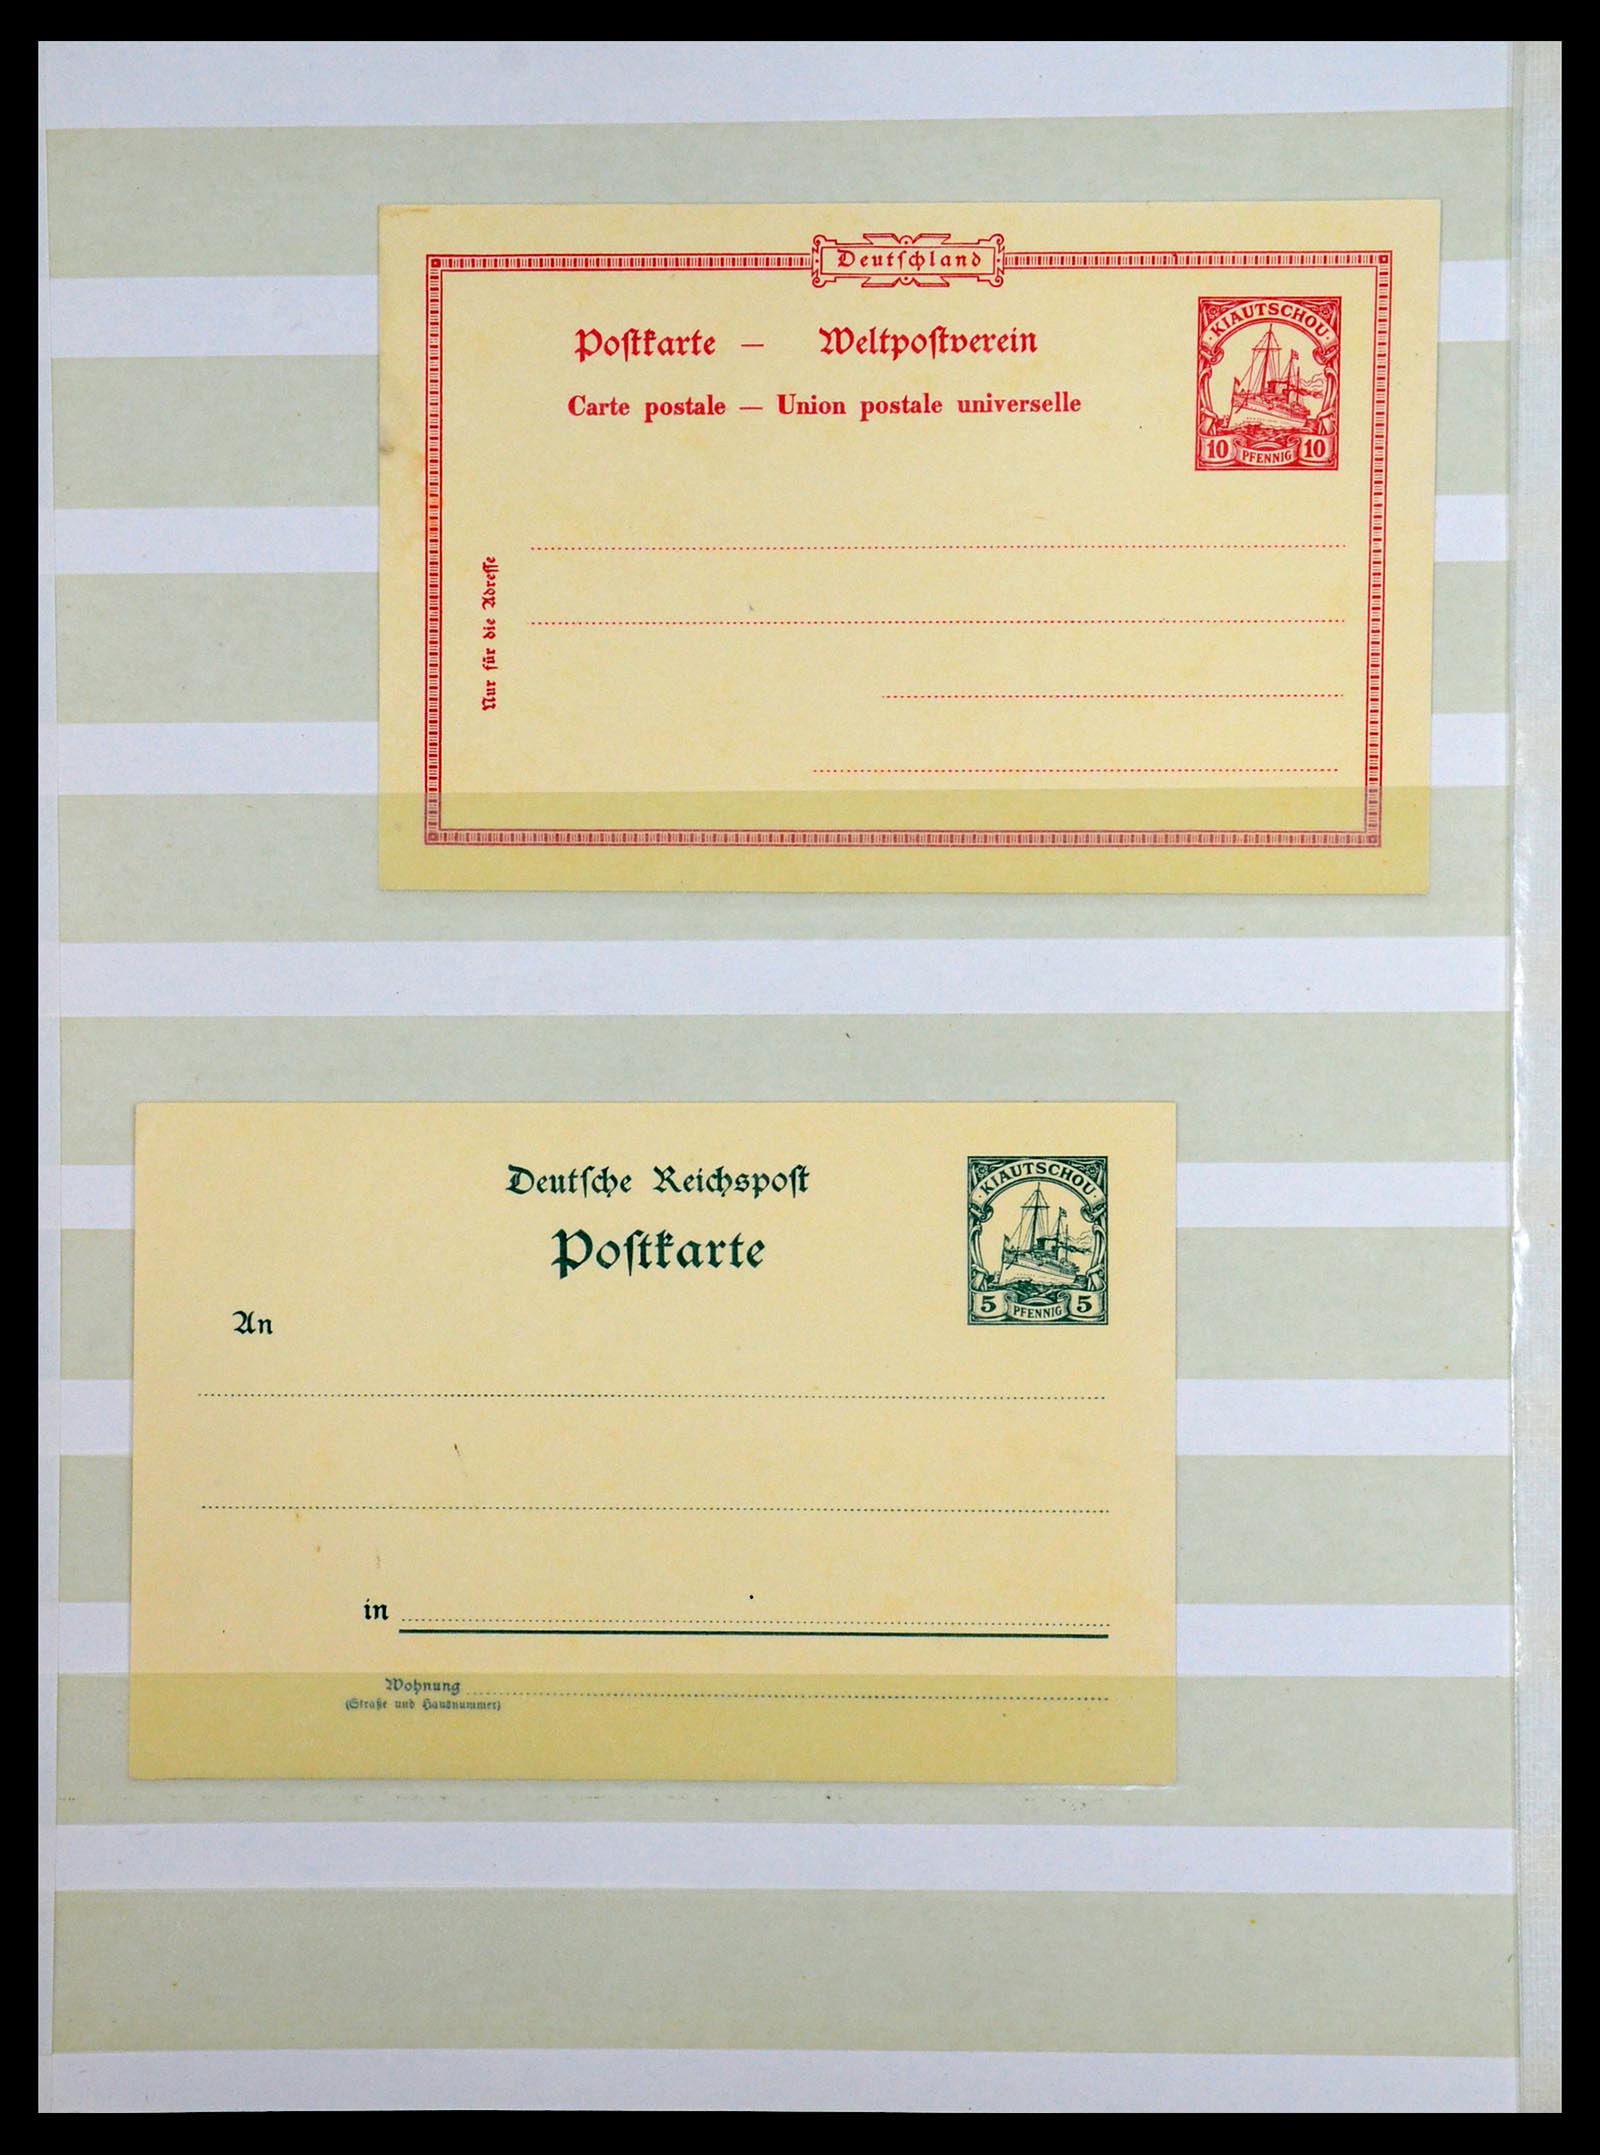 Deutschland
Postkarte — Weltpostverein
Carte postale — Union postale universelle
KIAUTSCHOU
10 PFENNIG 10
Nur für die Adresse
Deutsche Reichspost
Postkarte
KIAUTSCHOU
5 PFENNIG 5
An
in
Wohnung
(Straße und Hausnummer)